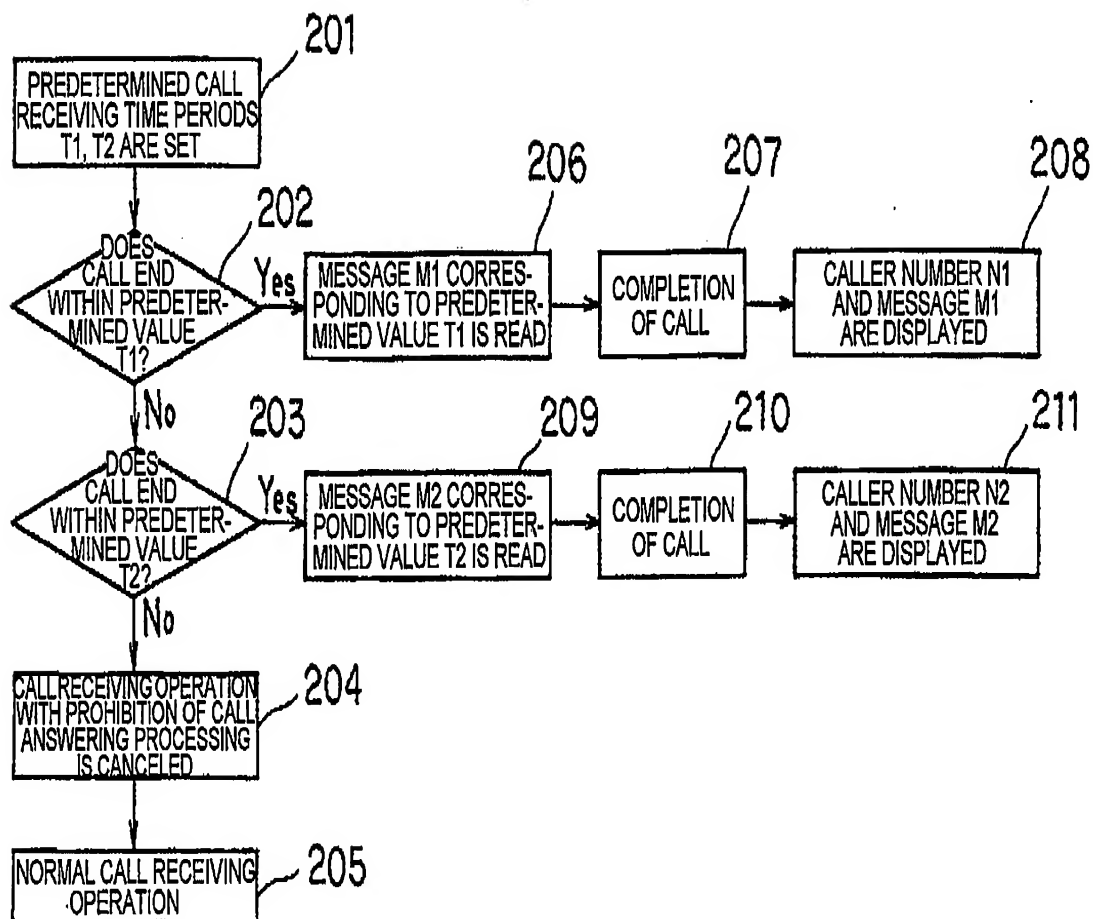 201
PREDETERMINED CALL
RECEIVING TIME PERIODS
T1, T2 ARE SET
202
DOES
CALL END
WITHIN PREDETER-
MINED VALUE
T1?
Yes
206
MESSAGE M1 CORRES-
PONDING TO PREDETER-
MINED VALUE T1 IS READ
207
COMPLETION
OF CALL
208
CALLER NUMBER N1
AND MESSAGE M1
ARE DISPLAYED
No
203
DOES
CALL END
WITHIN PREDETER-
MINED VALUE
T2?
Yes
209
MESSAGE M2 CORRES-
PONDING TO PREDETER-
MINED VALUE T2 IS READ
210
COMPLETION
OF CALL
211
CALLER NUMBER N2
AND MESSAGE M2
ARE DISPLAYED
No
204
CALL RECEIVING OPERATION
WITH PROHIBITION OF CALL
ANSWERING PROCESSING
IS CANCELED
205
NORMAL CALL RECEIVING
OPERATION